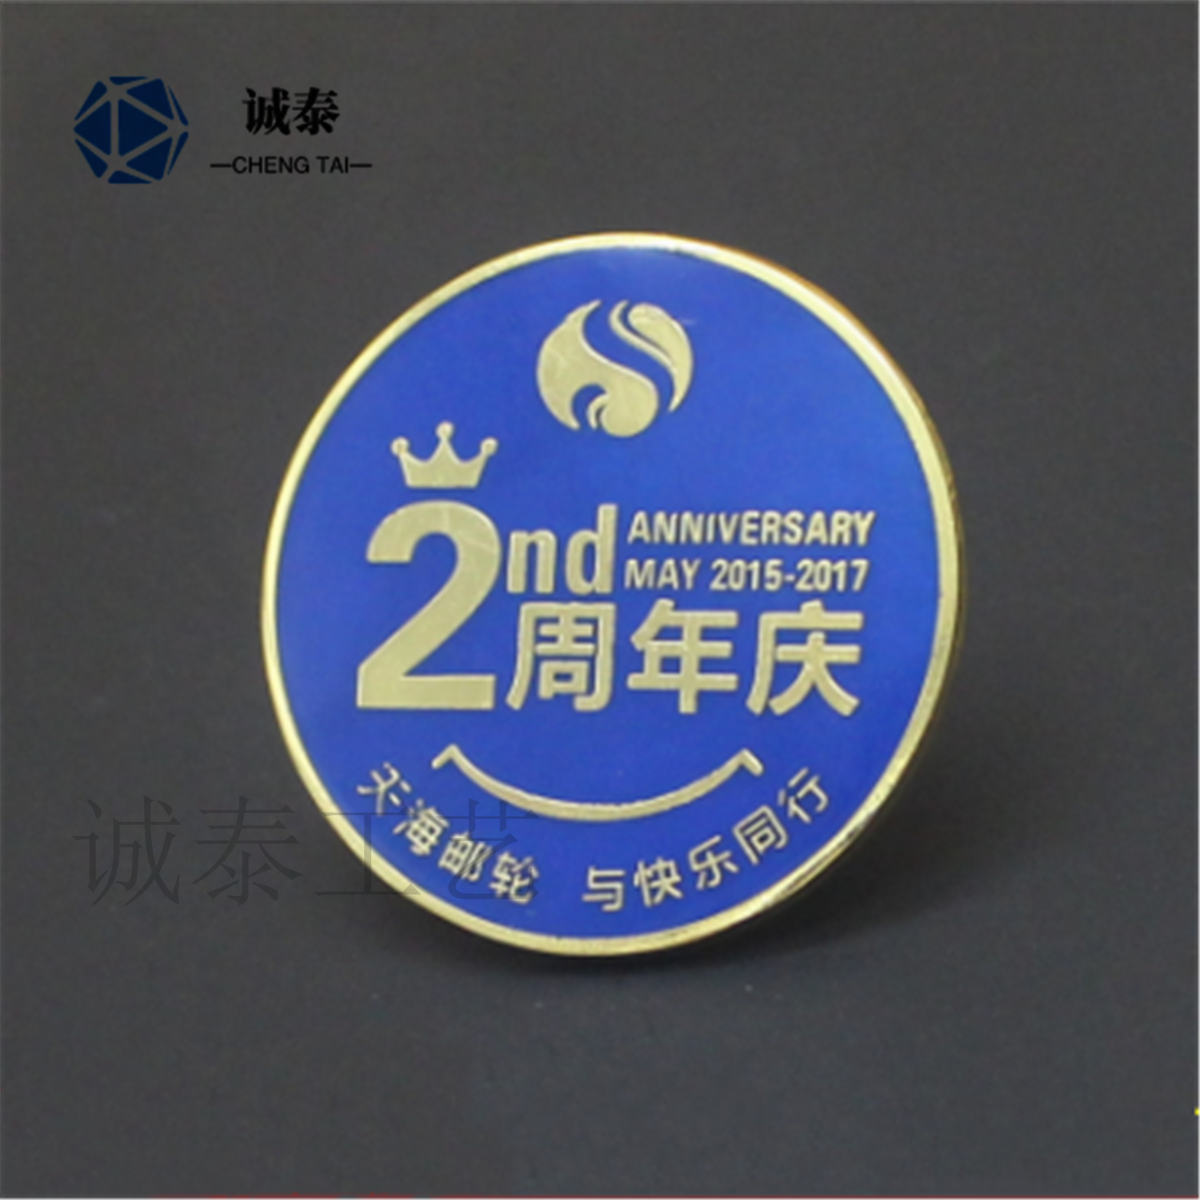 诚泰
—CHENG TAI—
2nd
ANNIVERSARY
MAY 2015-2017
周年庆
天海邮轮 与快乐同行
诚泰工艺